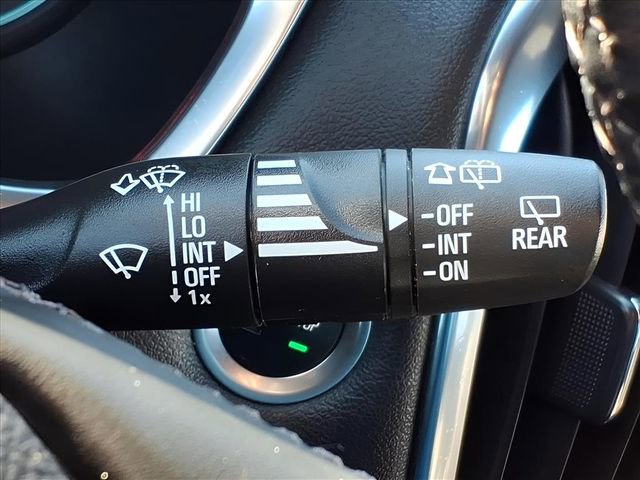 HI
LO
INT
OFF
1x
-OFF
-INT
-ON
REAR